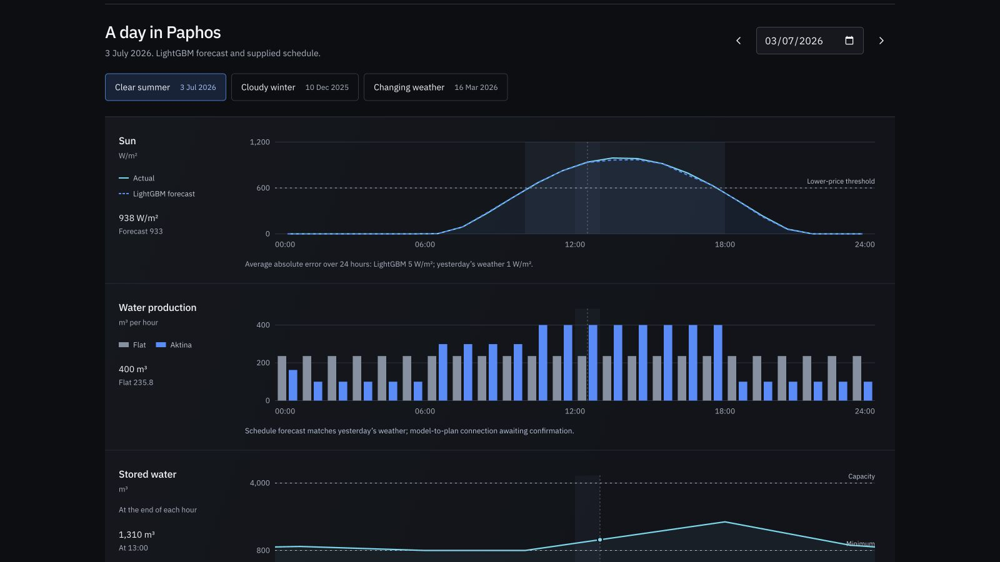 A day in Paphos
3 July 2026. LightGBM forecast and supplied schedule.
03/07/2026
Clear summer 3 Jul 2026
Cloudy winter 10 Dec 2025
Changing weather 16 Mar 2026
Sun
W/m²
Actual
LightGBM forecast
938 W/m²
Forecast 933
1,200
600
0
Lower-price threshold
00:00 06:00 12:00 18:00 24:00
Average absolute error over 24 hours: LightGBM 5 W/m²; yesterday’s weather 1 W/m².
Water production
m³ per hour
Flat Aktina
400 m³
Flat 235.8
400
200
0
00:00 06:00 12:00 18:00 24:00
Schedule forecast matches yesterday’s weather; model-to-plan connection awaiting confirmation.
Stored water
m³
At the end of each hour
1,310 m³
At 13:00
4,000
Capacity
800
Minimum